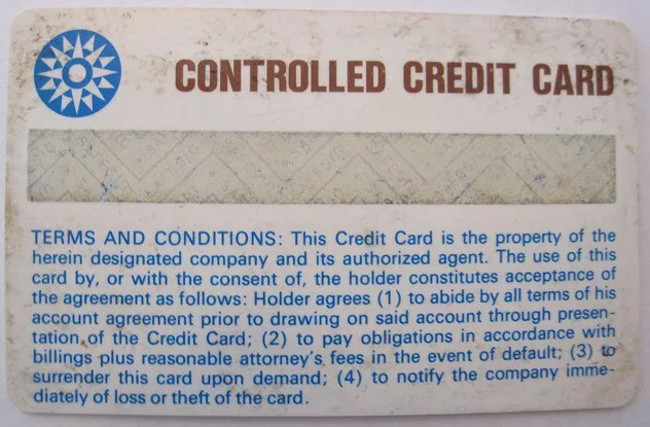 CONTROLLED CREDIT CARD
TERMS AND CONDITIONS: This Credit Card is the property of the
herein designated company and its authorized agent. The use of this
card by, or with the consent of, the holder constitutes acceptance of
the agreement as follows: Holder agrees (1) to abide by all terms of his
account agreement prior to drawing on said account through presen-
tation of the Credit Card; (2) to pay obligations in accordance with
billings plus reasonable attorney's fees in the event of default; (3) to
surrender this card upon demand; (4) to notify the company imme-
diately of loss or theft of the card.